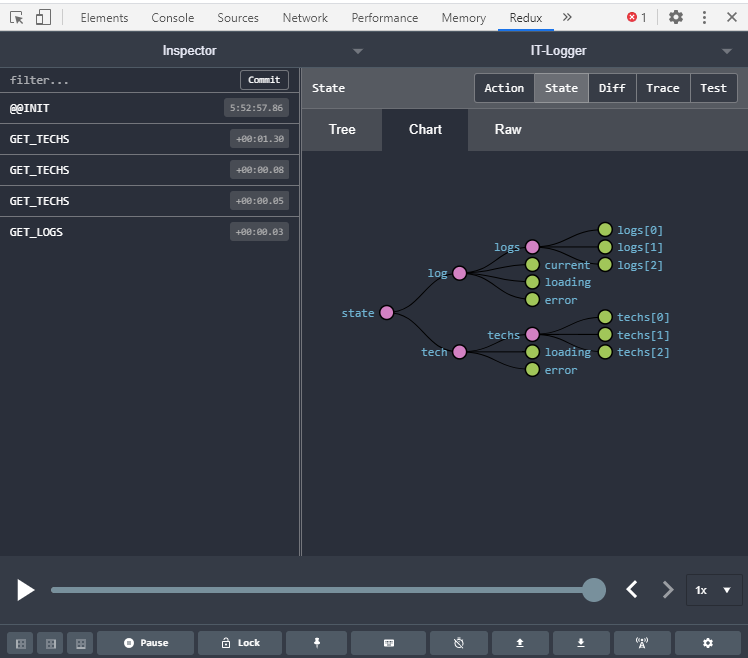 Elements Console Sources Network Performance Memory Redux 1
Inspector IT-Logger
filter... Commit
@@INIT 5:52:57.86
GET_TECHS +00:01.30
GET_TECHS +00:00.08
GET_TECHS +00:00.05
GET_LOGS +00:00.03
State Action State Diff Trace Test
Tree Chart Raw
logs[0]
logs logs[1]
current logs[2]
log
loading
error
state
techs[0]
techs techs[1]
tech loading techs[2]
error
1x
Pause Lock